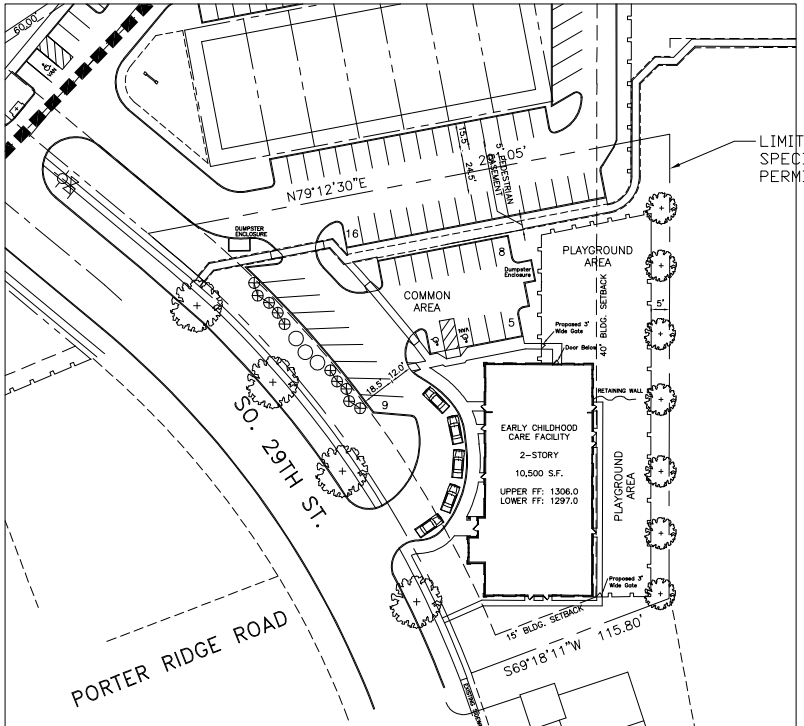 60.00'
VAN
LIMIT
SPECI
PERMI
15.5'
24.5'
5' PEDESTRIAN
EASEMENT
N79°12'30"E
DUMPSTER
ENCLOSURE
16
8
Dumpster
Enclosure
PLAYGROUND
AREA
COMMON
AREA
40' BLDG. SETBACK
5'
5
VAN
Proposed 3'
Wide Gate
Door Below
18.5'
12.0'
9
RETAINING WALL
SO. 29TH ST.
EARLY CHILDHOOD
CARE FACILITY
2-STORY
10,500 S.F.
UPPER FF: 1306.0
LOWER FF: 1297.0
PLAYGROUND
AREA
Proposed 3'
Wide Gate
15' BLDG. SETBACK
S69°18'11"W 115.80'
PORTER RIDGE ROAD